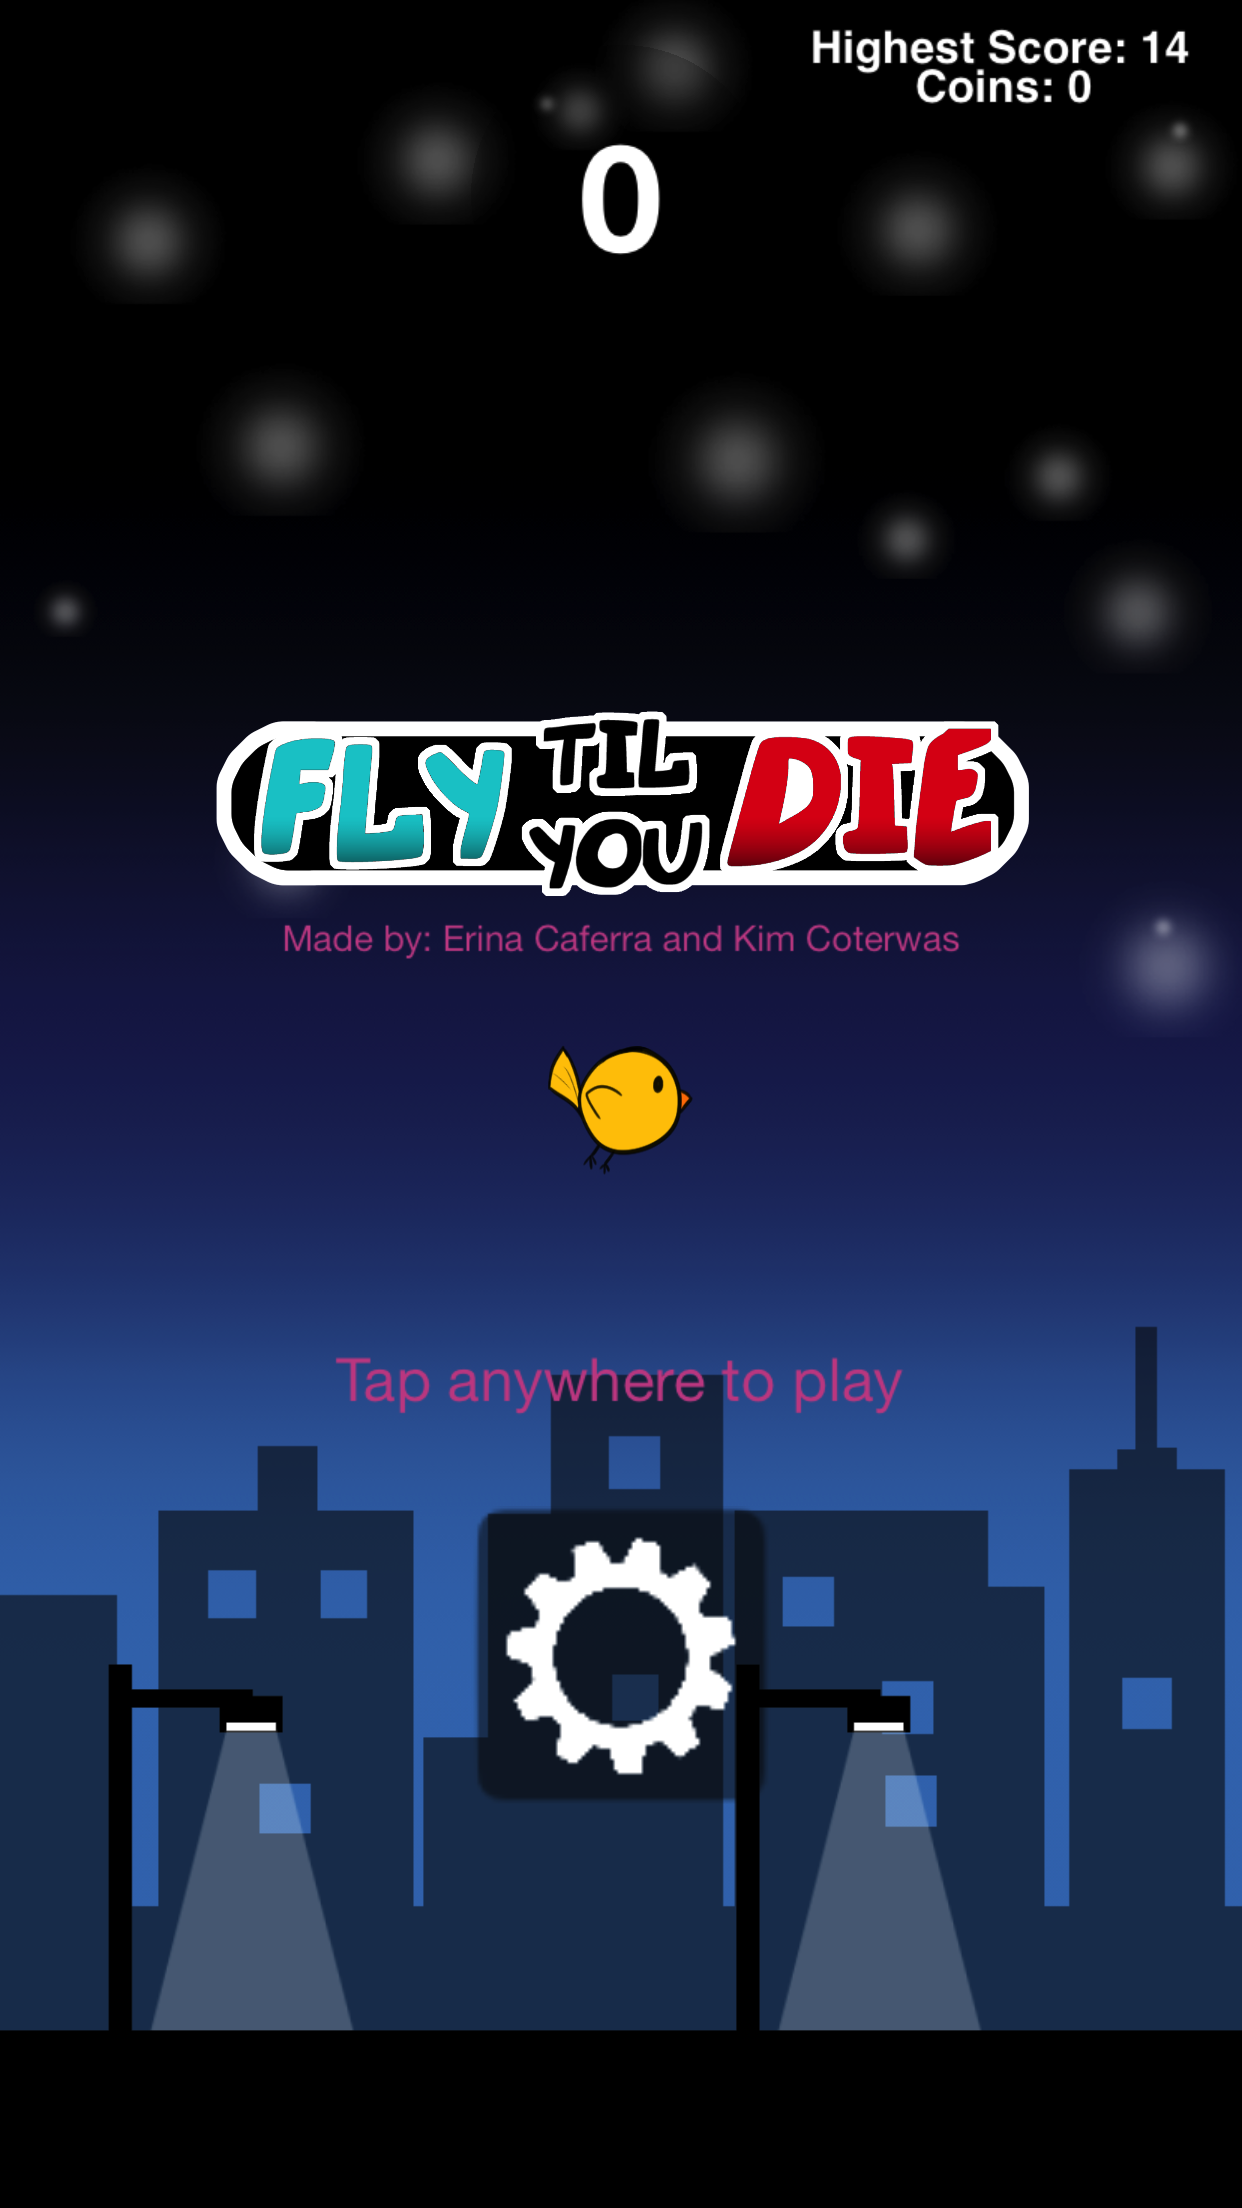 Highest Score: 14
Coins: 0
0
FLY TIL YOU DIE
Made by: Erina Caferra and Kim Coterwas
Tap anywhere to play